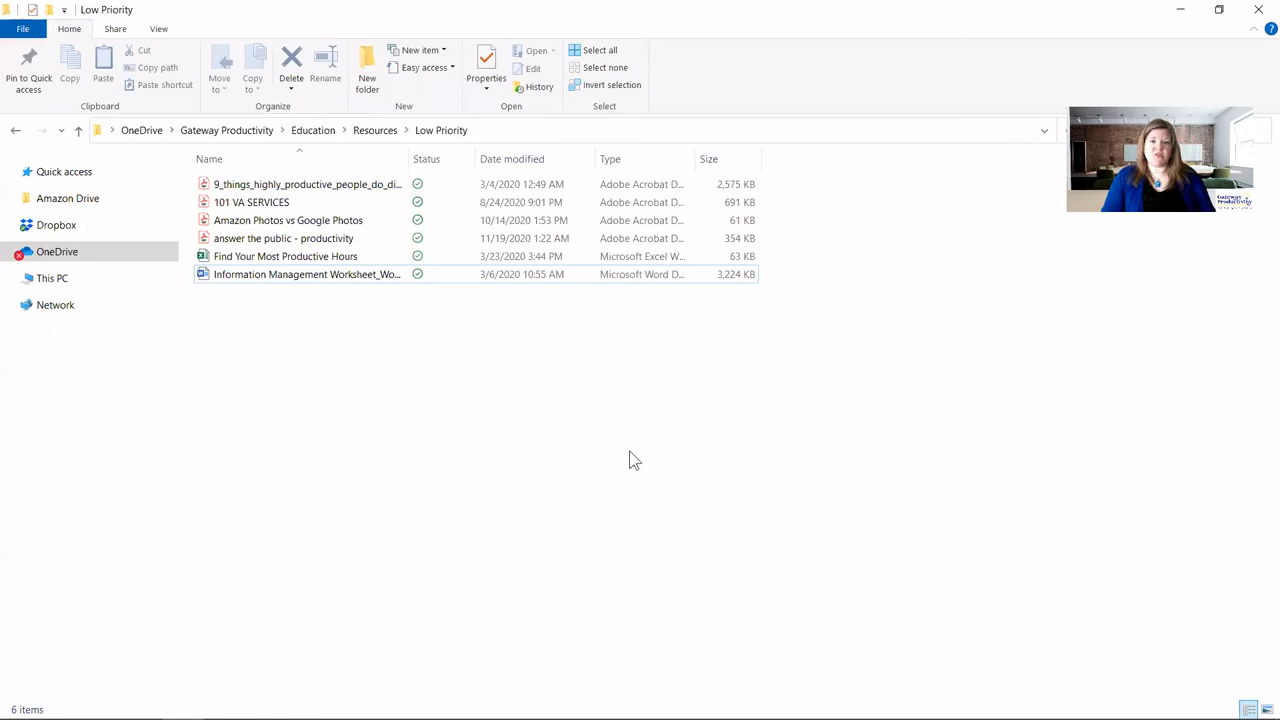 Low Priority
File Home Share View
Pin to Quick access
Copy
Paste
Cut
Copy path
Paste shortcut
Clipboard
Move to
Copy to
Delete
Rename
Organize
New folder
New item
Easy access
New
Properties
Open
Edit
History
Open
Select all
Select none
Invert selection
Select
OneDrive Gateway Productivity Education Resources Low Priority
Name Status Date modified Type Size
Quick access
Amazon Drive
Dropbox
OneDrive
This PC
Network
9_things_highly_productive_people_do_di... 3/4/2020 12:49 AM Adobe Acrobat D... 2,575 KB
101 VA SERVICES 8/24/2020 9:01 PM Adobe Acrobat D... 691 KB
Amazon Photos vs Google Photos 10/14/2020 1:51 PM Adobe Acrobat D... 61 KB
answer the public - productivity 11/19/2020 1:22 AM Adobe Acrobat D... 354 KB
Find Your Most Productive Hours 3/23/2020 3:44 PM Microsoft Excel W... 63 KB
Information Management Worksheet_Wo... 3/6/2020 10:55 AM Microsoft Word D... 3,224 KB
Gateway
Productivity
6 items